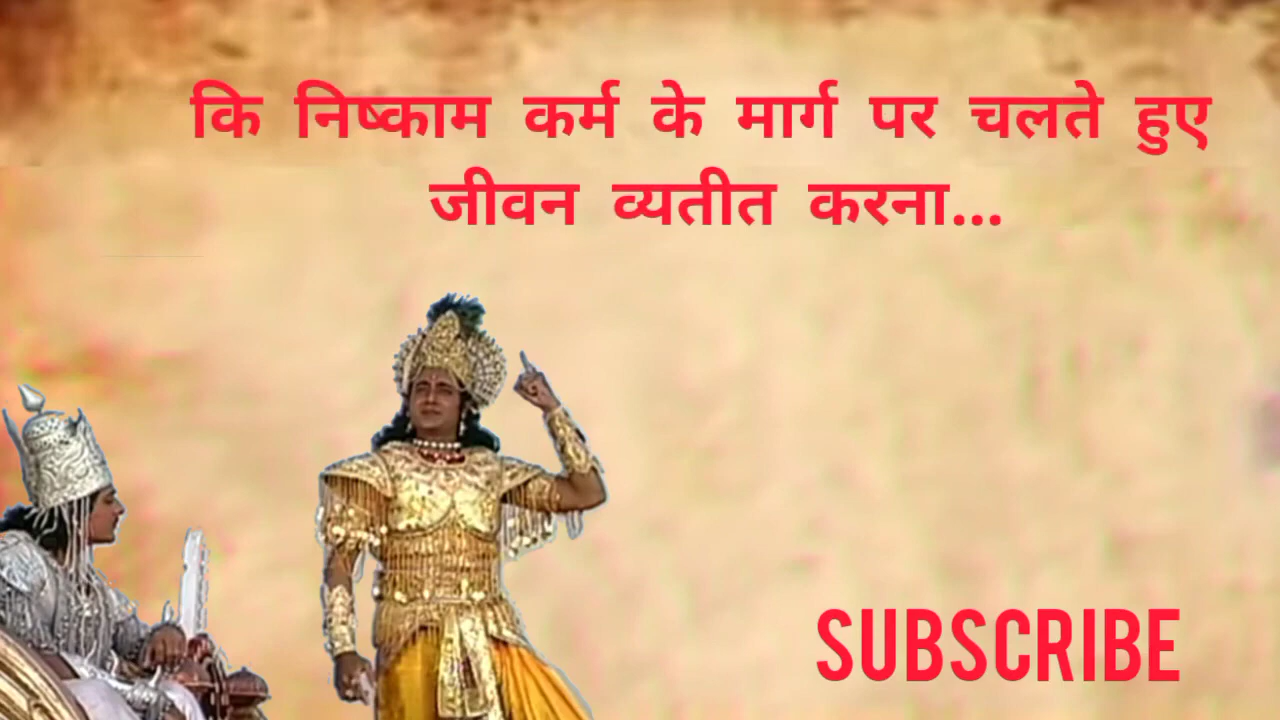 कि निष्काम कर्म के मार्ग पर चलते हुए
जीवन व्यतीत करना...
SUBSCRIBE